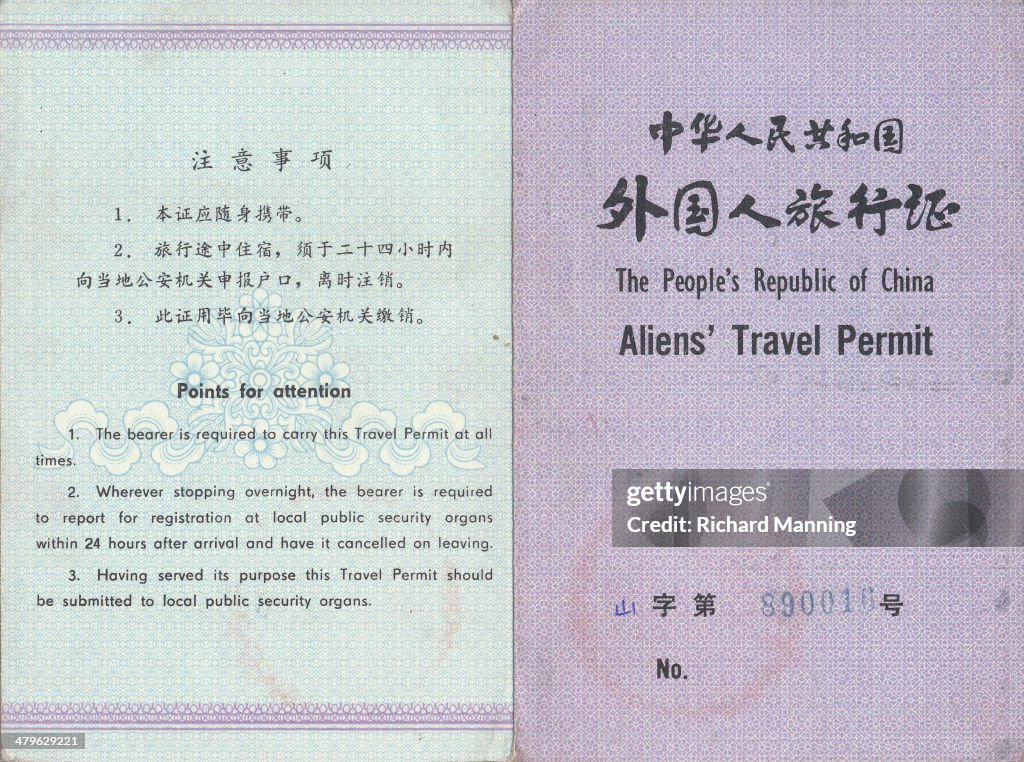 注意事项
1. 本证应随身携带。
2. 旅行途中住宿，须于二十四小时内
向当地公安机关申报户口，离时注销。
3. 此证用毕向当地公安机关缴销。
Points for attention
1. The bearer is required to carry this Travel Permit at all
times.
2. Wherever stopping overnight, the bearer is required
to report for registration at local public security organs
within 24 hours after arrival and have it cancelled on leaving.
3. Having served its purpose this Travel Permit should
be submitted to local public security organs.
中华人民共和国
外国人旅行证
The People's Republic of China
Aliens' Travel Permit
gettyimages®
Credit: Richard Manning
山字第 890016号
No.
479629221